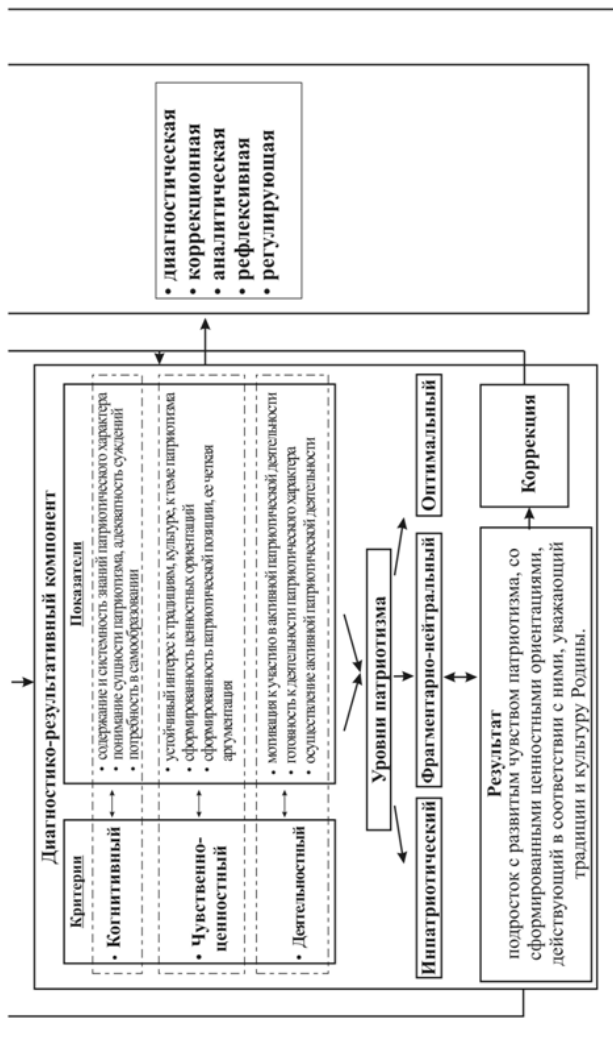 Диагностико-результативный компонент
Критерии
• Когнитивный
• Чувственно-
ценностный
• Деятельностный
Показатели
• содержание и системность знаний патриотического характера
• понимание сущности патриотизма, адекватность суждений
• потребность в самообразовании
• устойчивый интерес к традициям, культуре, к теме патриотизма
• сформированность ценностных ориентаций
• сформированность патриотической позиции, ее четкая
аргументация
• мотивация к участию в активной патриотической деятельности
• готовность к деятельности патриотического характера
• осуществление активной патриотической деятельности
Уровни патриотизма
Инпатриотический
Фрагментарно-нейтральный
Оптимальный
Результат
подросток с развитым чувством патриотизма, со
сформированными ценностными ориентациями,
действующий в соответствии с ними, уважающий
традиции и культуру Родины.
Коррекция
• диагностическая
• коррекционная
• аналитическая
• рефлексивная
• регулирующая